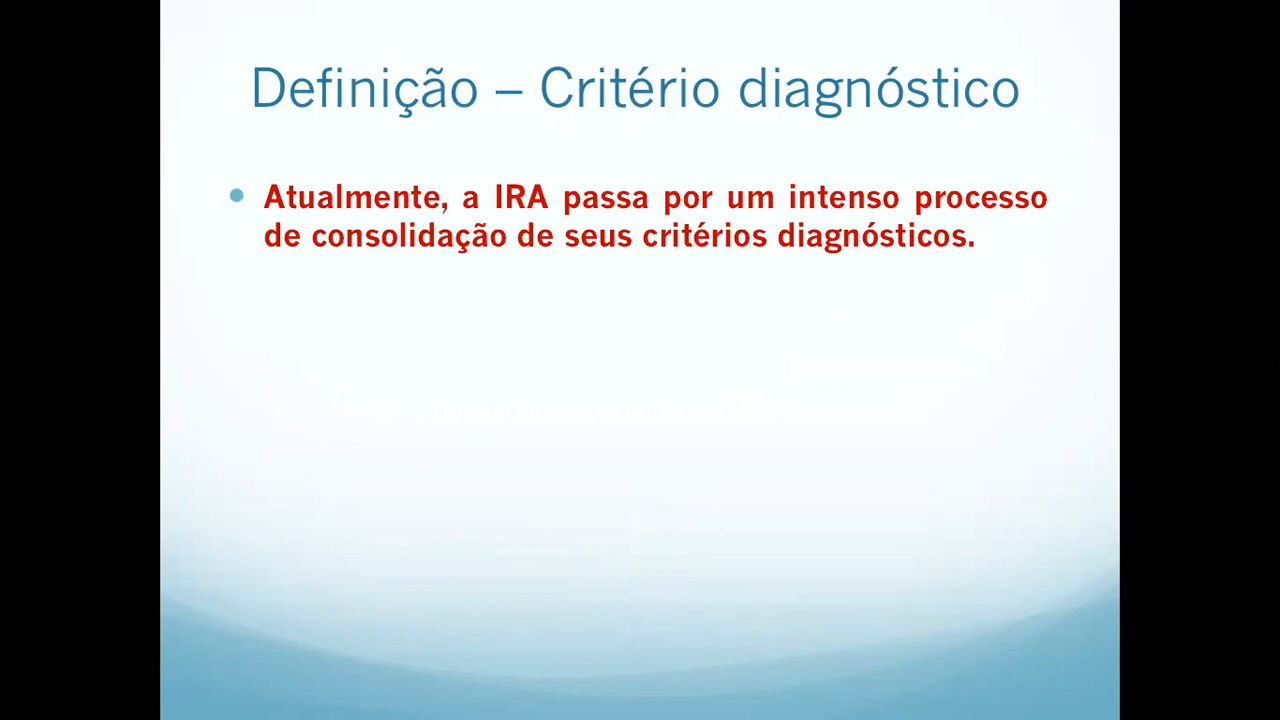 Definição – Critério diagnóstico
Atualmente, a IRA passa por um intenso processo
de consolidação de seus critérios diagnósticos.